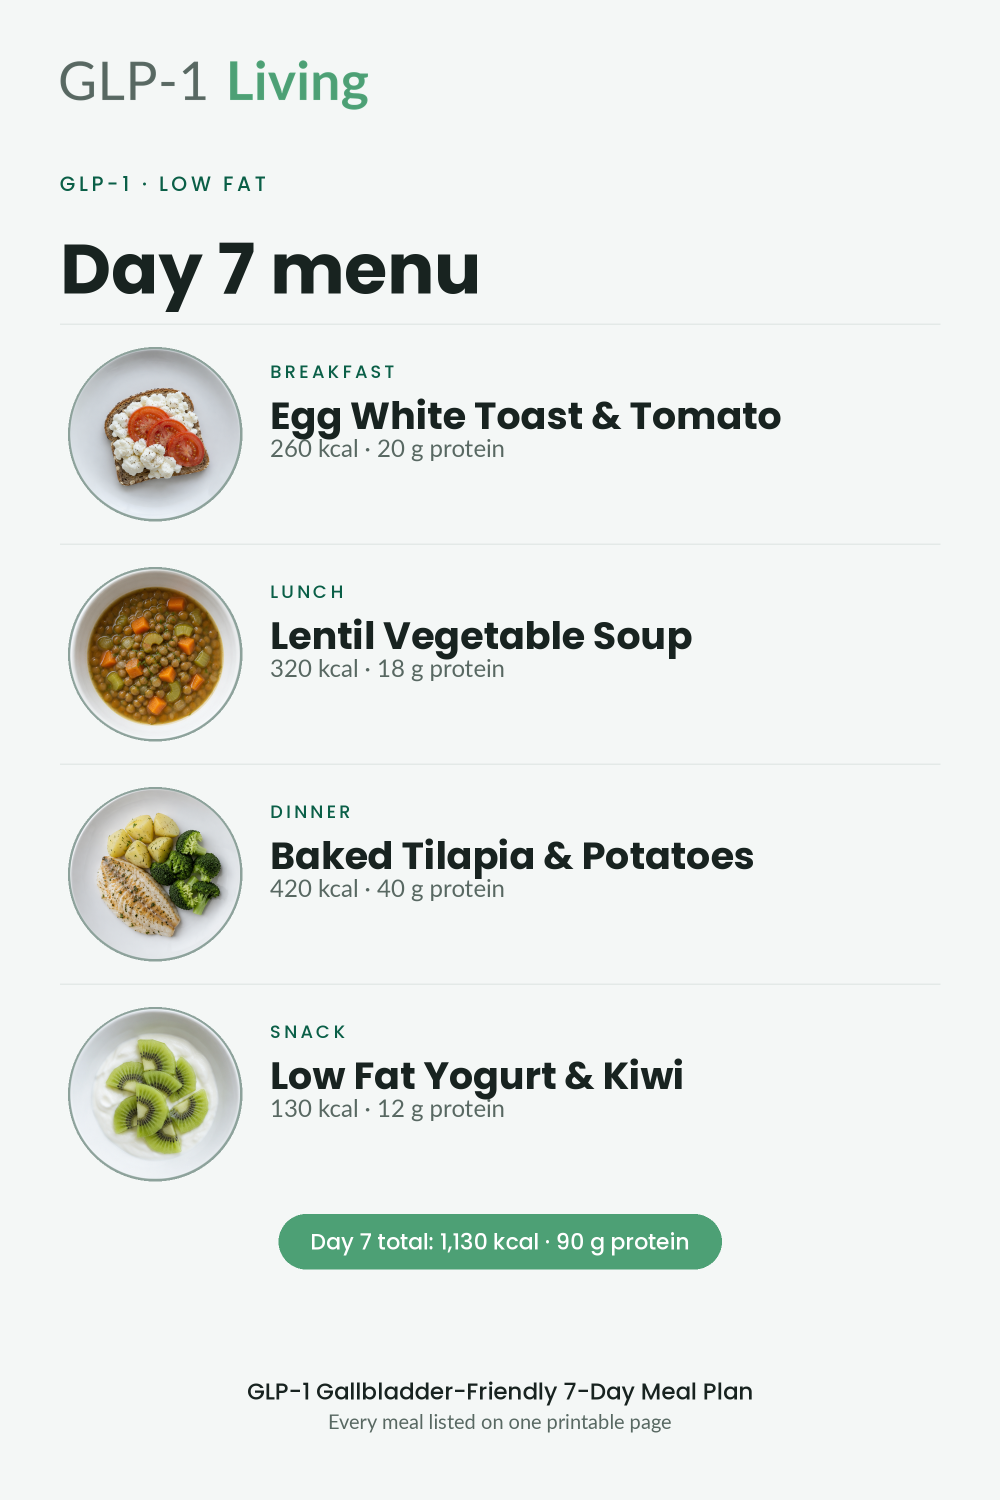 GLP-1 Living
GLP-1 · LOW FAT
Day 7 menu
BREAKFAST
Egg White Toast & Tomato
260 kcal · 20 g protein
LUNCH
Lentil Vegetable Soup
320 kcal · 18 g protein
DINNER
Baked Tilapia & Potatoes
420 kcal · 40 g protein
SNACK
Low Fat Yogurt & Kiwi
130 kcal · 12 g protein
Day 7 total: 1,130 kcal · 90 g protein
GLP-1 Gallbladder-Friendly 7-Day Meal Plan
Every meal listed on one printable page